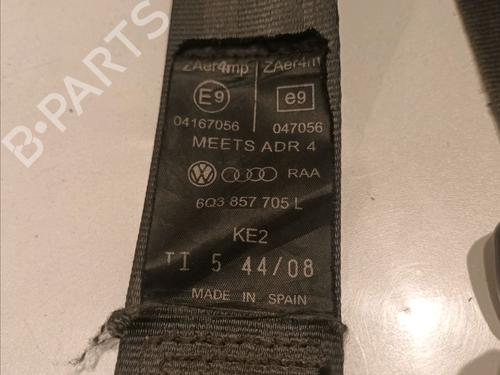 ZAer4mp ZAer4m
E9 e9
04167056 047056
MEETS ADR 4
RAA
6Q3 857 705 L
KE2
TI 5 44/08
MADE IN SPAIN
B-PARTS